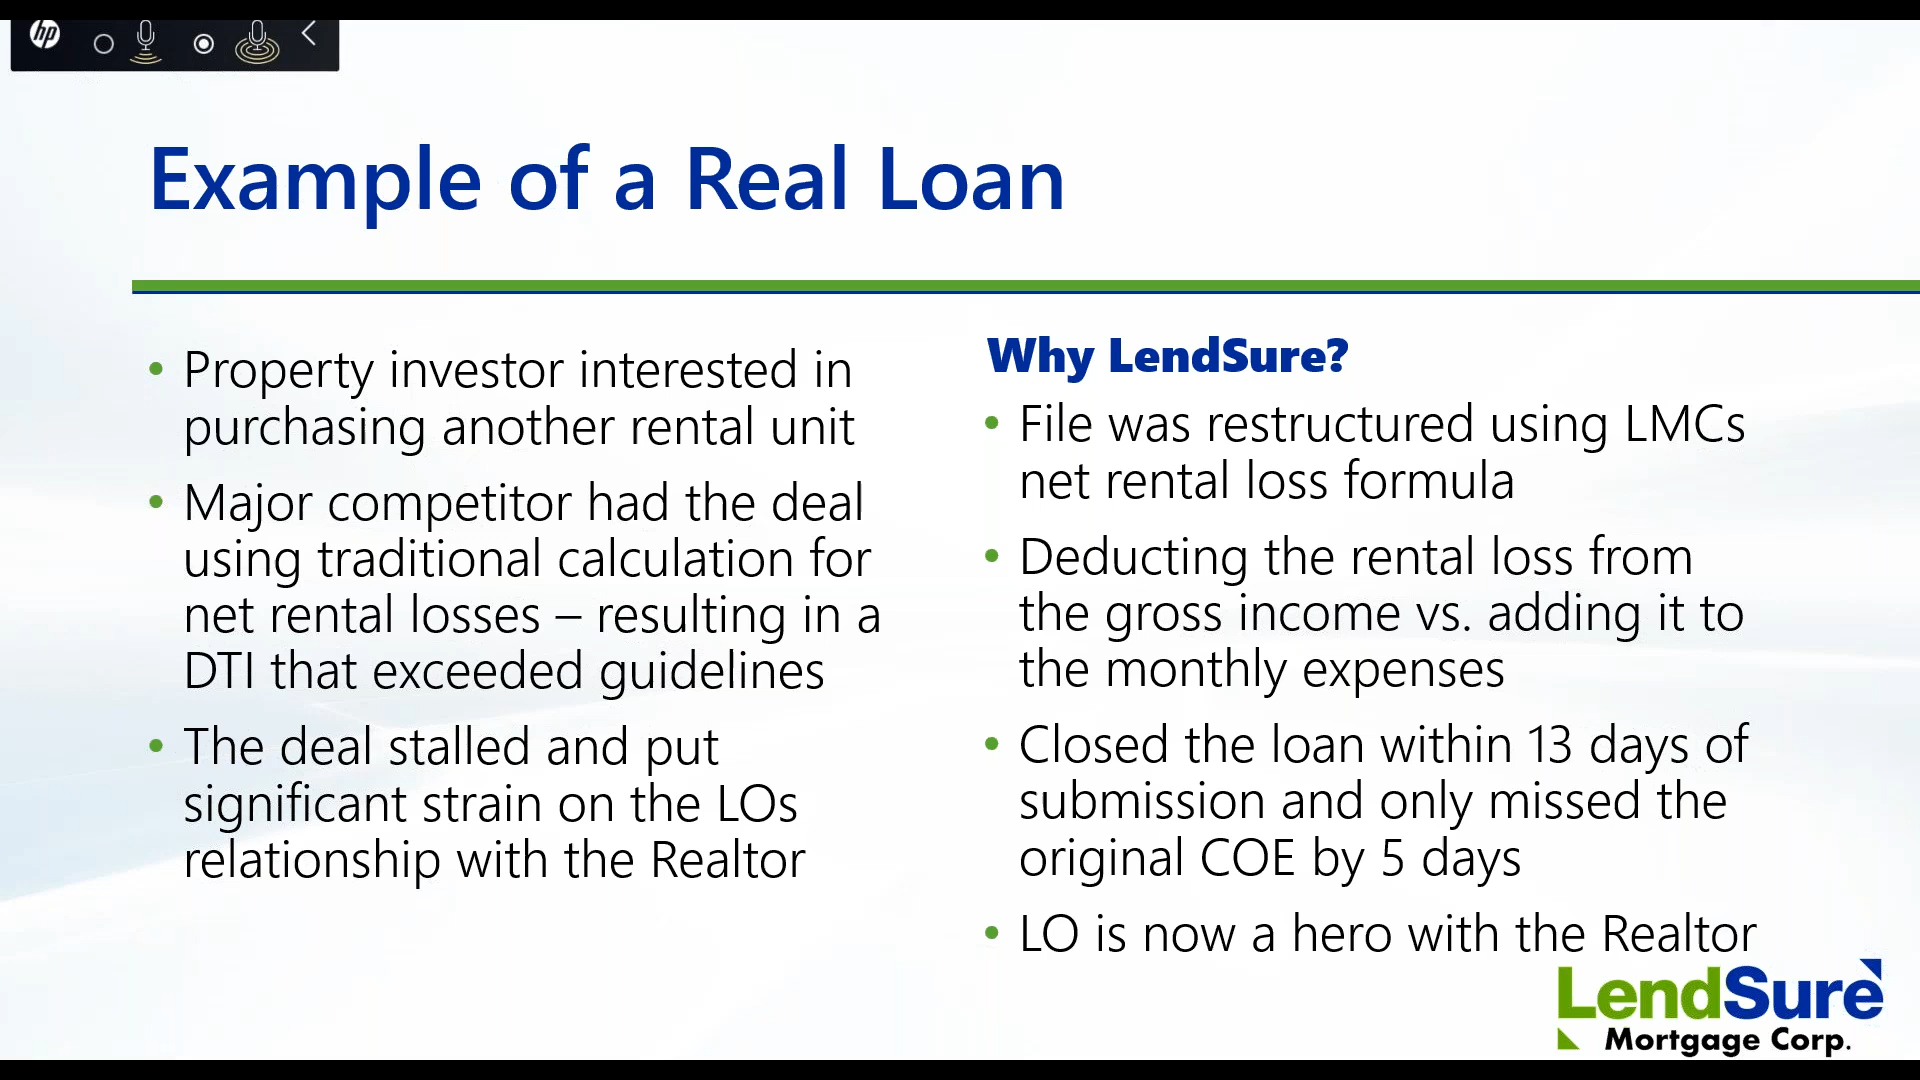 hp
Example of a Real Loan
• Property investor interested in
purchasing another rental unit
• Major competitor had the deal
using traditional calculation for
net rental losses – resulting in a
DTI that exceeded guidelines
• The deal stalled and put
significant strain on the LOs
relationship with the Realtor
Why LendSure?
• File was restructured using LMCs
net rental loss formula
• Deducting the rental loss from
the gross income vs. adding it to
the monthly expenses
• Closed the loan within 13 days of
submission and only missed the
original COE by 5 days
• LO is now a hero with the Realtor
LendSure
Mortgage Corp.